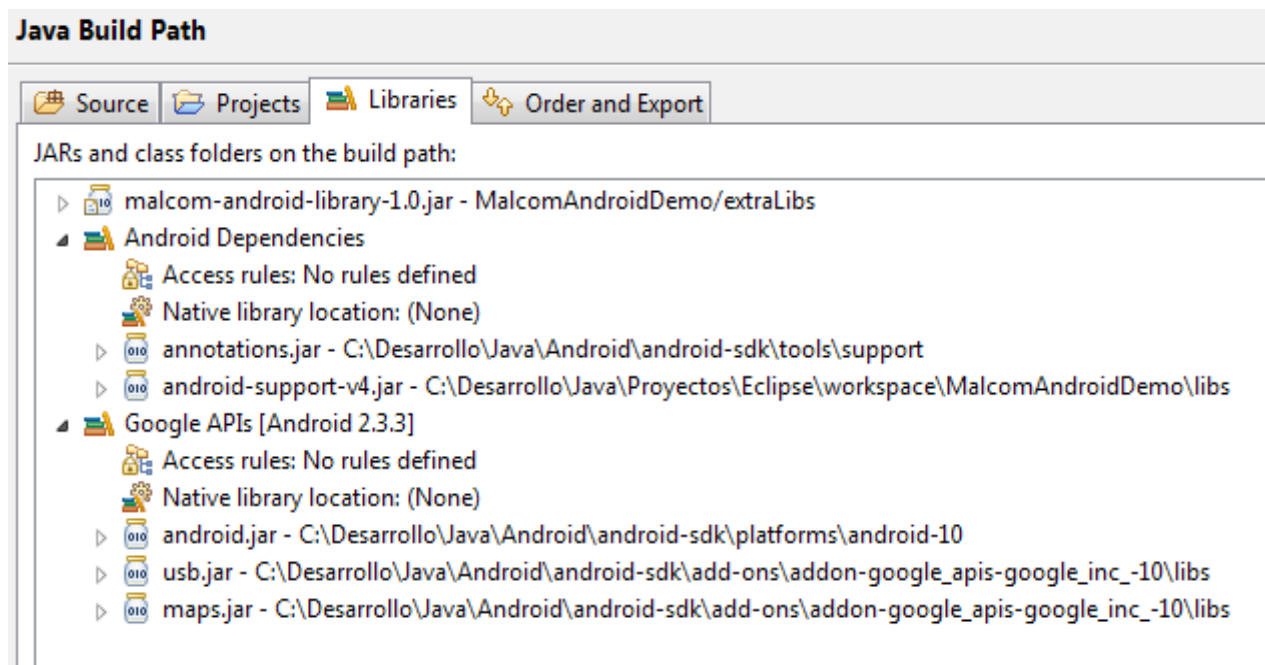 Java Build Path
Source Projects Libraries Order and Export
JARs and class folders on the build path:
malcom-android-library-1.0.jar - MalcomAndroidDemo/extraLibs
Android Dependencies
Access rules: No rules defined
Native library location: (None)
annotations.jar - C:\Desarrollo\Java\Android\android-sdk\tools\support
android-support-v4.jar - C:\Desarrollo\Java\Proyectos\Eclipse\workspace\MalcomAndroidDemo\libs
Google APIs [Android 2.3.3]
Access rules: No rules defined
Native library location: (None)
android.jar - C:\Desarrollo\Java\Android\android-sdk\platforms\android-10
usb.jar - C:\Desarrollo\Java\Android\android-sdk\add-ons\addon-google_apis-google_inc_-10\libs
maps.jar - C:\Desarrollo\Java\Android\android-sdk\add-ons\addon-google_apis-google_inc_-10\libs